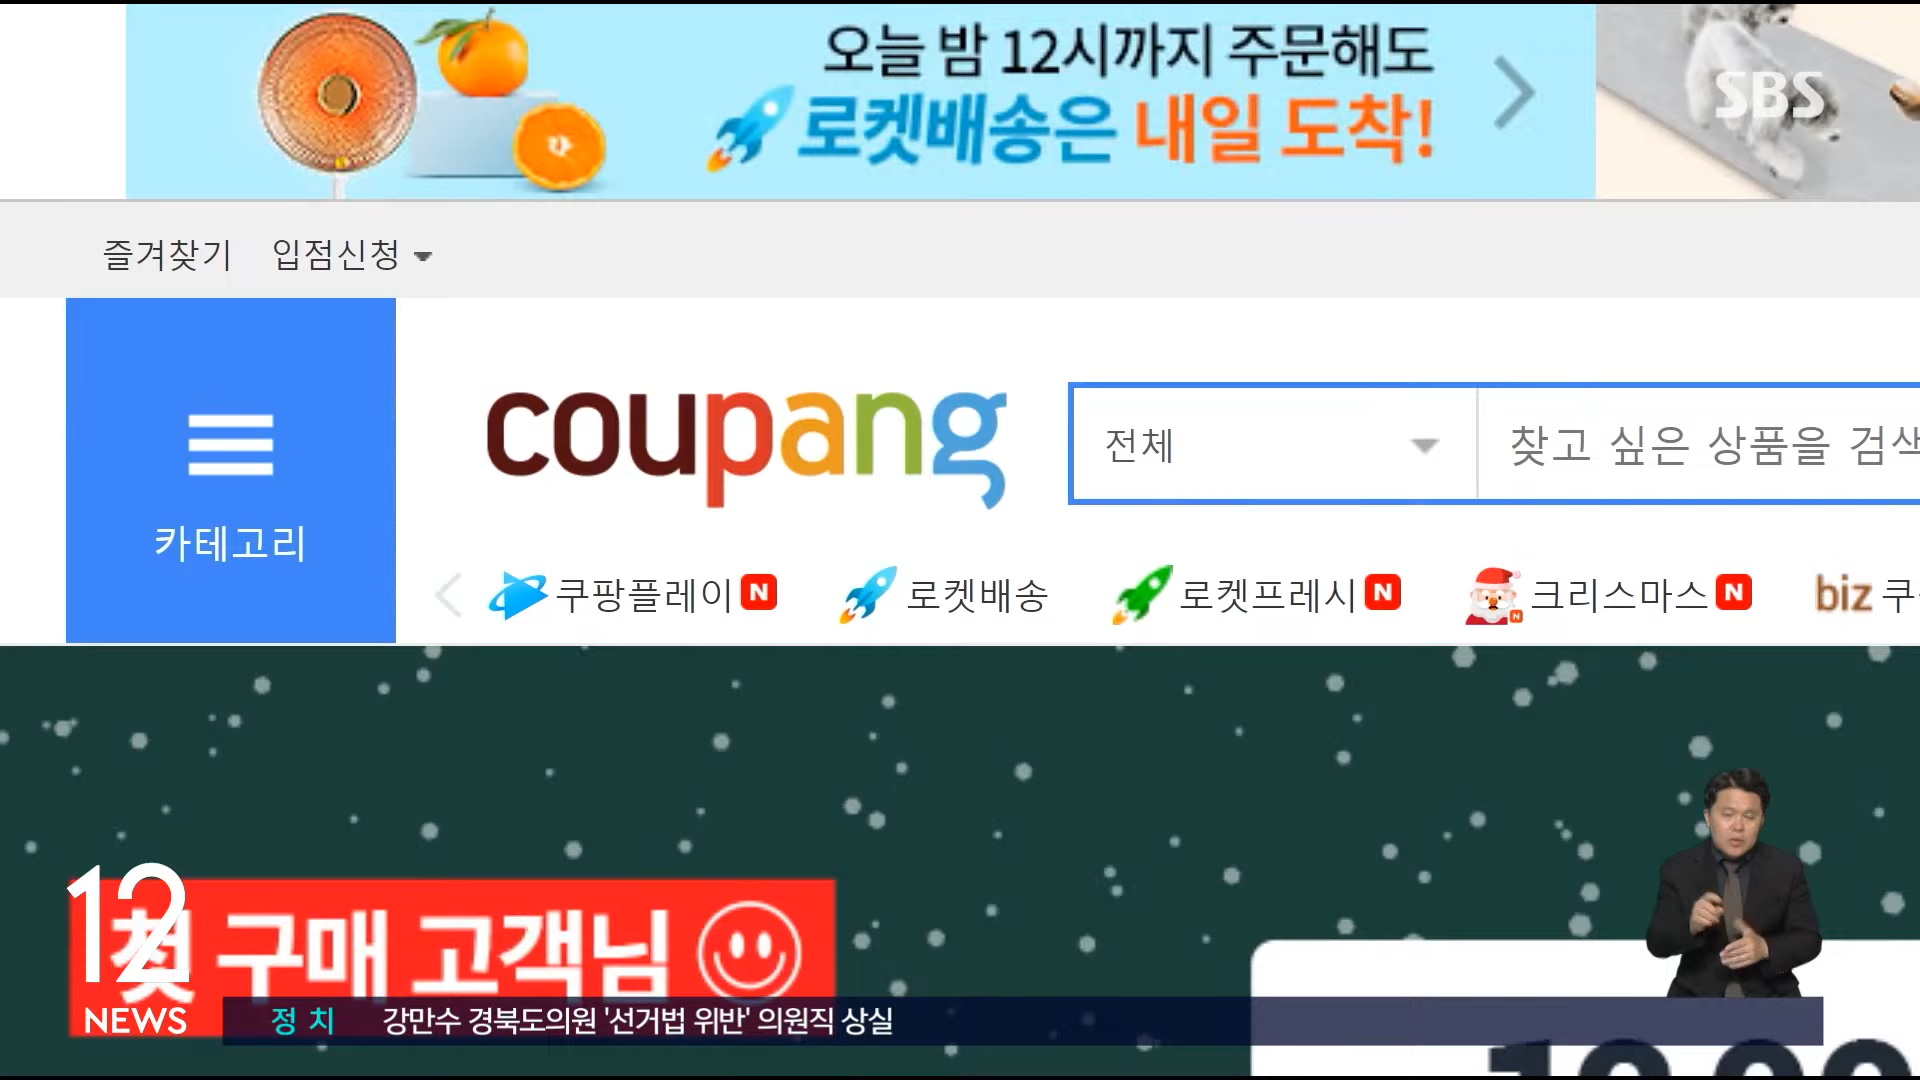 오늘 밤 12시까지 주문해도
로켓배송은 내일 도착!
SBS
즐겨찾기 입점신청
카테고리
coupang
전체
찾고 싶은 상품을 검색
쿠팡플레이 N
로켓배송
로켓프레시 N
크리스마스 N
biz
첫 구매 고객님
12
NEWS
정치 강만수 경북도의원 '선거법 위반' 의원직 상실